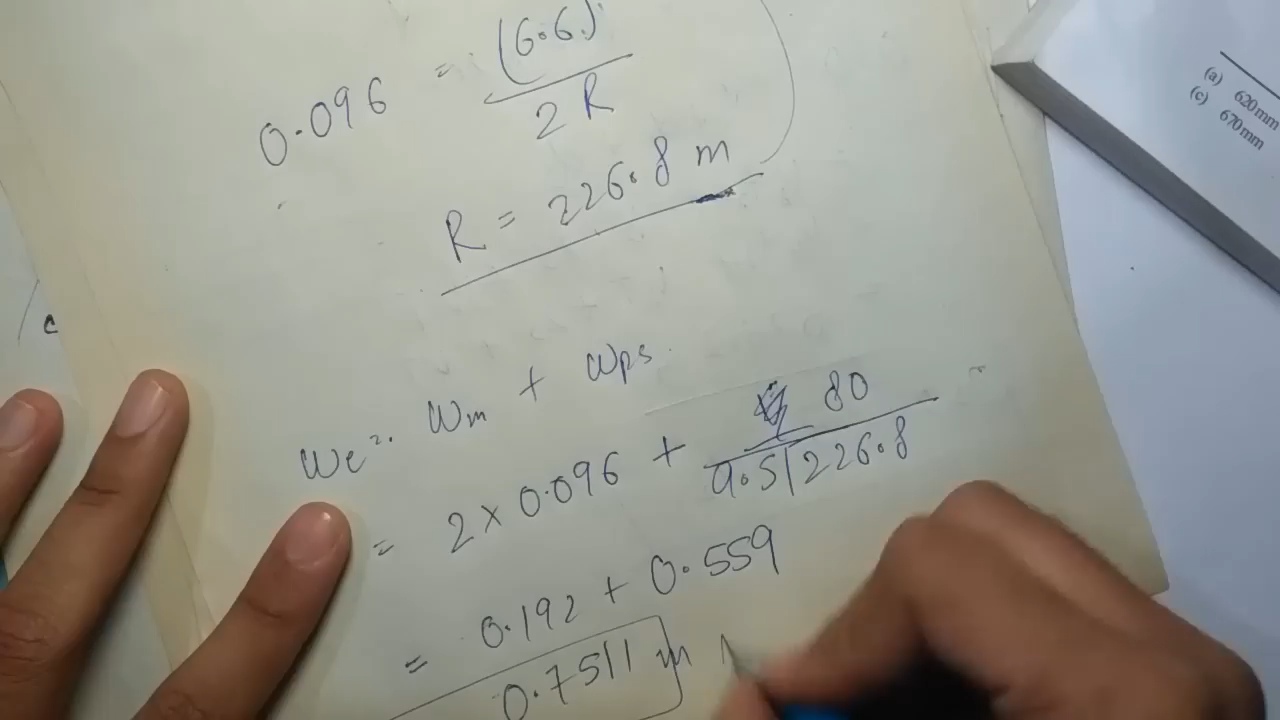 0.096 = (6.6)² / 2R
R = 226.8 m
We = Wm + Wps
= 2 × 0.096 + 80 / 9.5√226.8
= 0.192 + 0.559
0.7511 m
(a) 620mm
(c) 670mm